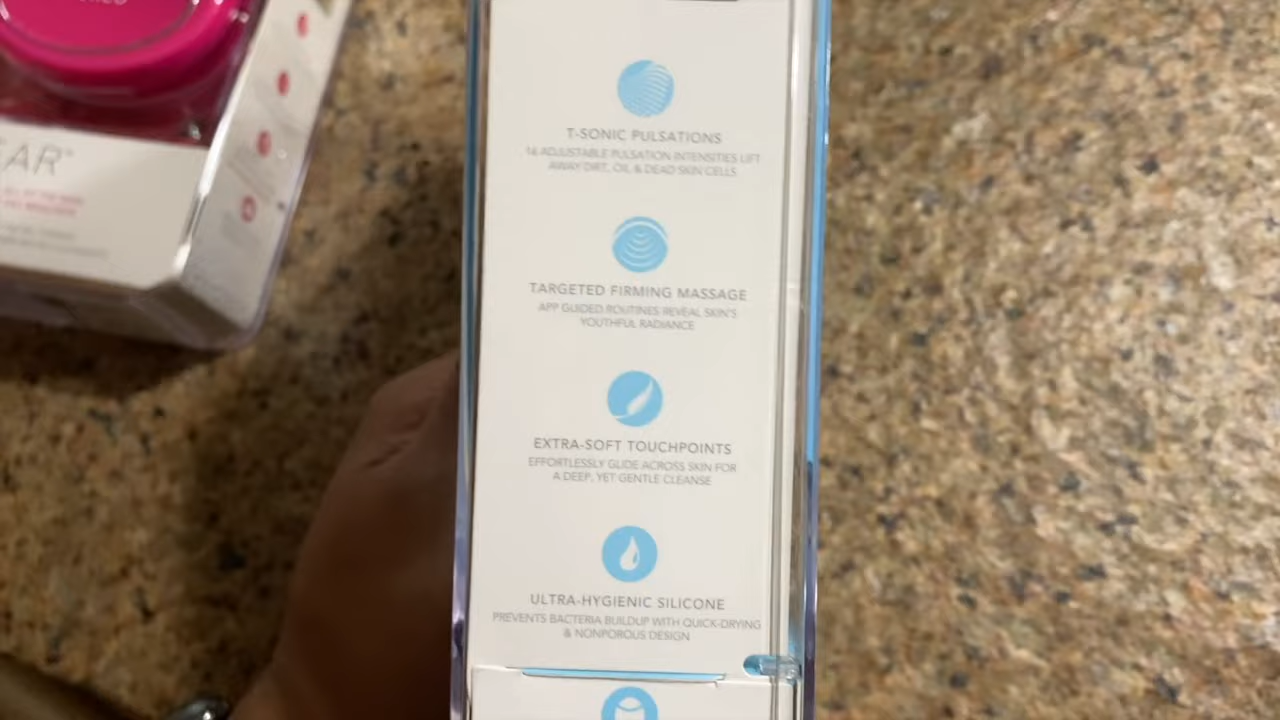 EAR™
T-SONIC PULSATIONS
16 ADJUSTABLE PULSATION INTENSITIES LIFT
AWAY DIRT, OIL & DEAD SKIN CELLS
TARGETED FIRMING MASSAGE
APP GUIDED ROUTINES REVEAL SKIN'S
YOUTHFUL RADIANCE
EXTRA-SOFT TOUCHPOINTS
EFFORTLESSLY GLIDE ACROSS SKIN FOR
A DEEP, YET GENTLE CLEANSE
ULTRA-HYGIENIC SILICONE
PREVENTS BACTERIA BUILDUP WITH QUICK-DRYING
& NONPOROUS DESIGN